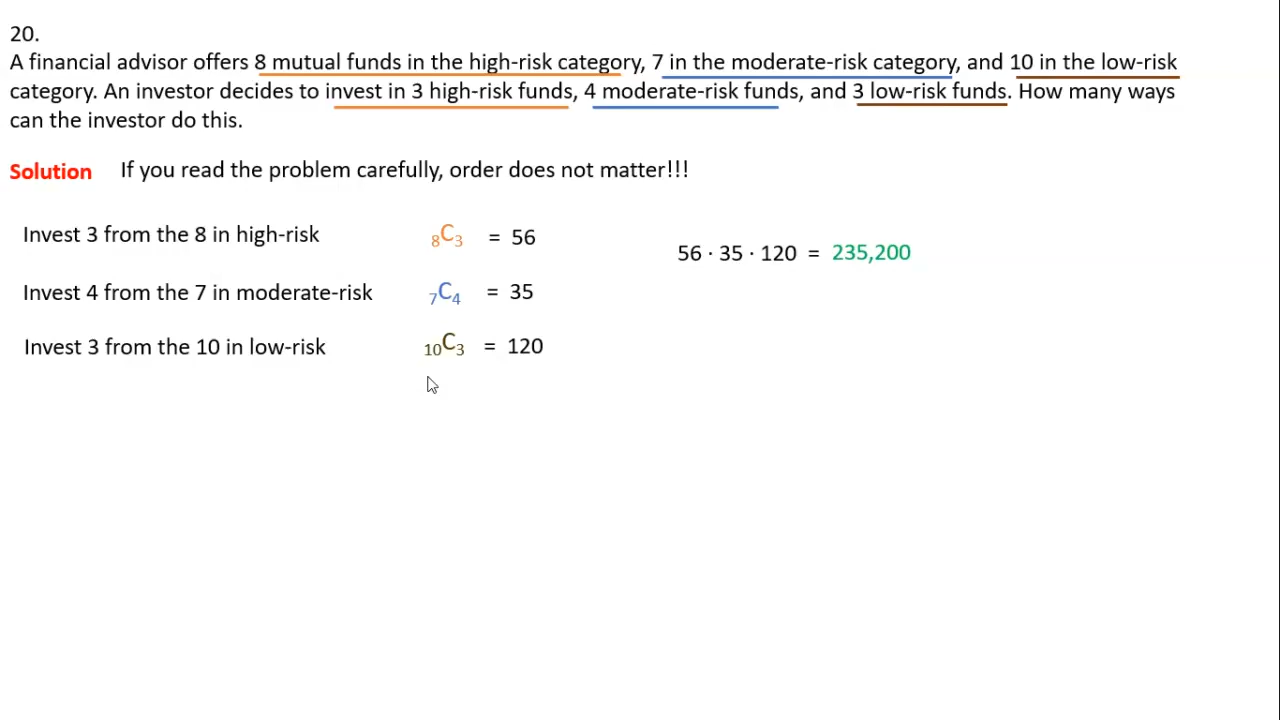 20.
A financial advisor offers 8 mutual funds in the high-risk category, 7 in the moderate-risk category, and 10 in the low-risk
category. An investor decides to invest in 3 high-risk funds, 4 moderate-risk funds, and 3 low-risk funds. How many ways
can the investor do this.
Solution If you read the problem carefully, order does not matter!!!
Invest 3 from the 8 in high-risk ₈C₃ = 56
56 · 35 · 120 = 235,200
Invest 4 from the 7 in moderate-risk ₇C₄ = 35
Invest 3 from the 10 in low-risk ₁₀C₃ = 120